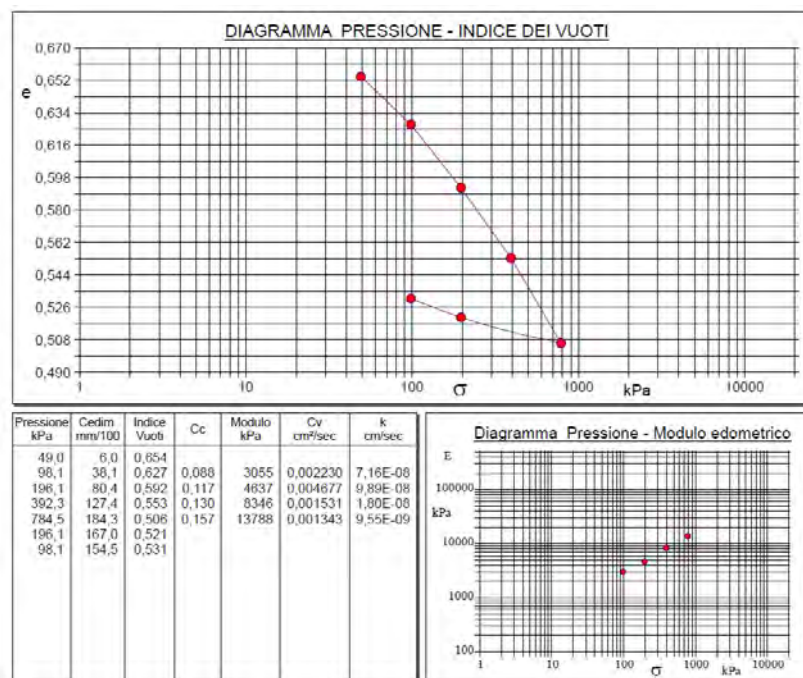 DIAGRAMMA PRESSIONE - INDICE DEI VUOTI
0,670
e
0,652
0,634
0,616
0,598
0,580
0,562
0,544
0,526
0,508
0,490
1 10 100 σ 1000 kPa 10000
Pressione kPa Cedim mm/100 Indice Vuoti Cc Modulo kPa Cv cm²/sec k cm/sec
49,0 6,0 0,654
98,1 38,1 0,627 0,088 3055 0,002230 7,16E-08
196,1 80,4 0,592 0,117 4637 0,004677 9,89E-08
392,3 127,4 0,553 0,130 8346 0,001531 1,80E-08
784,5 184,3 0,506 0,157 13788 0,001343 9,55E-09
196,1 167,0 0,521
98,1 154,5 0,531
Diagramma Pressione - Modulo edometrico
E
100000
kPa
10000
1000
100
1 10 100 σ 1000 kPa 10000